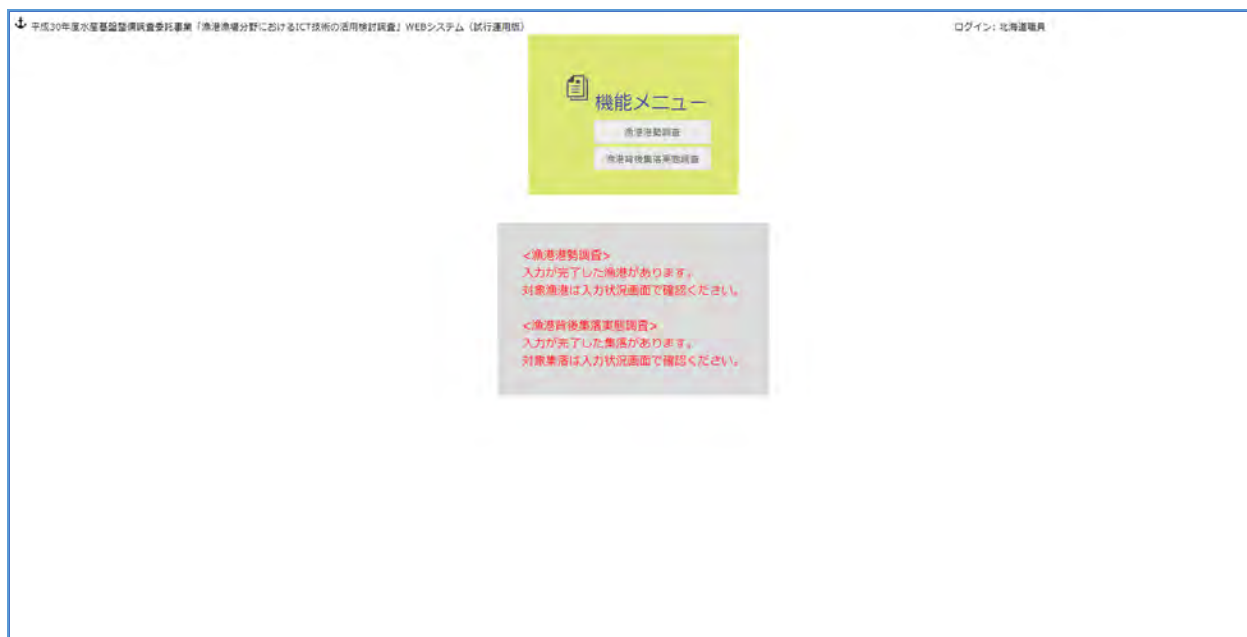 平成30年度水産基盤整備調査委託事業「漁港漁場分野におけるICT技術の活用検討調査」WEBシステム(試行運用版)
ログイン: 北海道職員
機能メニュー
漁港港勢調査
漁港背後集落実態調査
<漁港港勢調査>
入力が完了した漁港があります。
対象漁港は入力状況画面で確認ください。
<漁港背後集落実態調査>
入力が完了した集落があります。
対象集落は入力状況画面で確認ください。